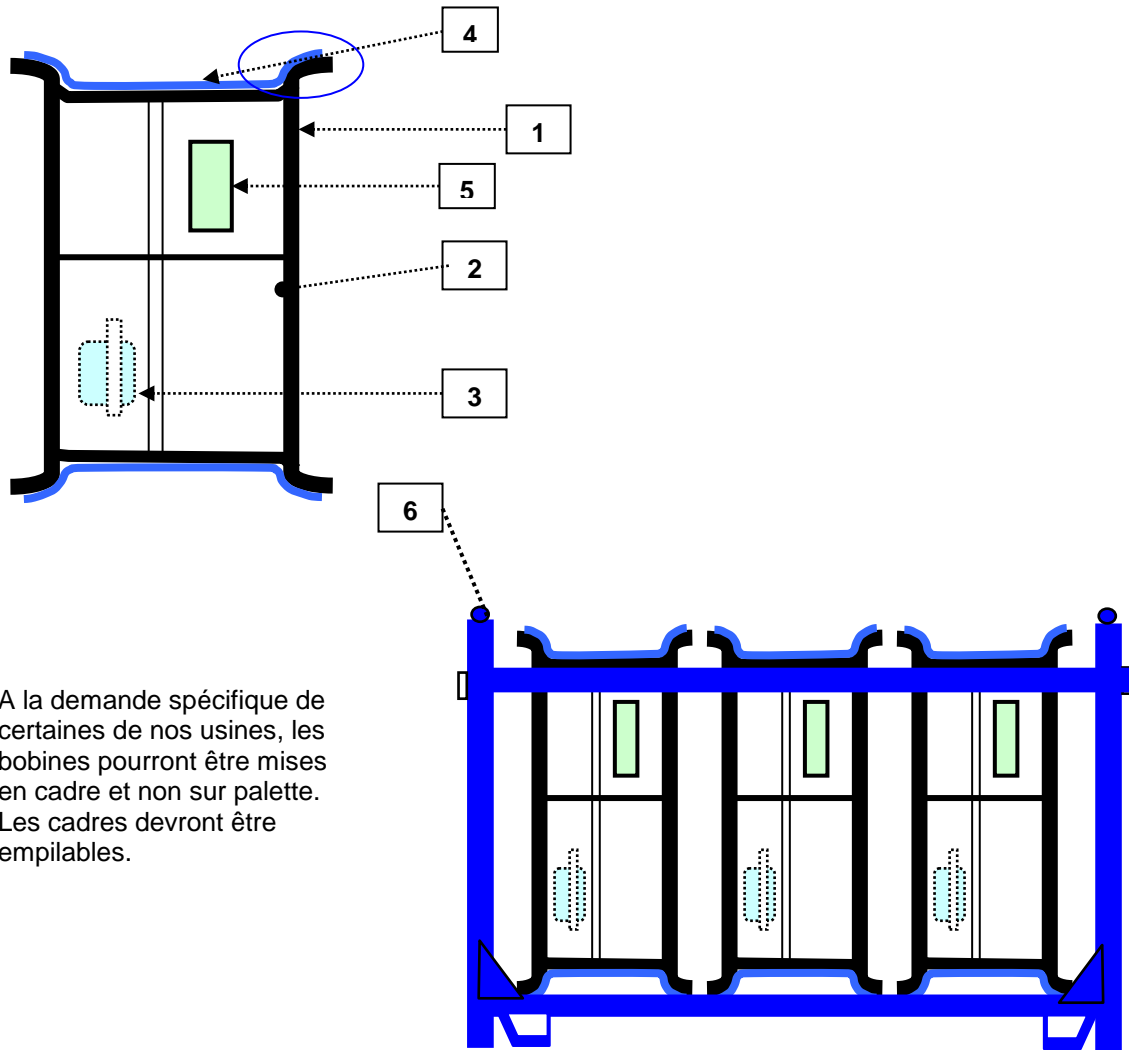 4
1
5
2
3
6
A la demande spécifique de
certaines de nos usines, les
bobines pourront être mises
en cadre et non sur palette.
Les cadres devront être
empilables.